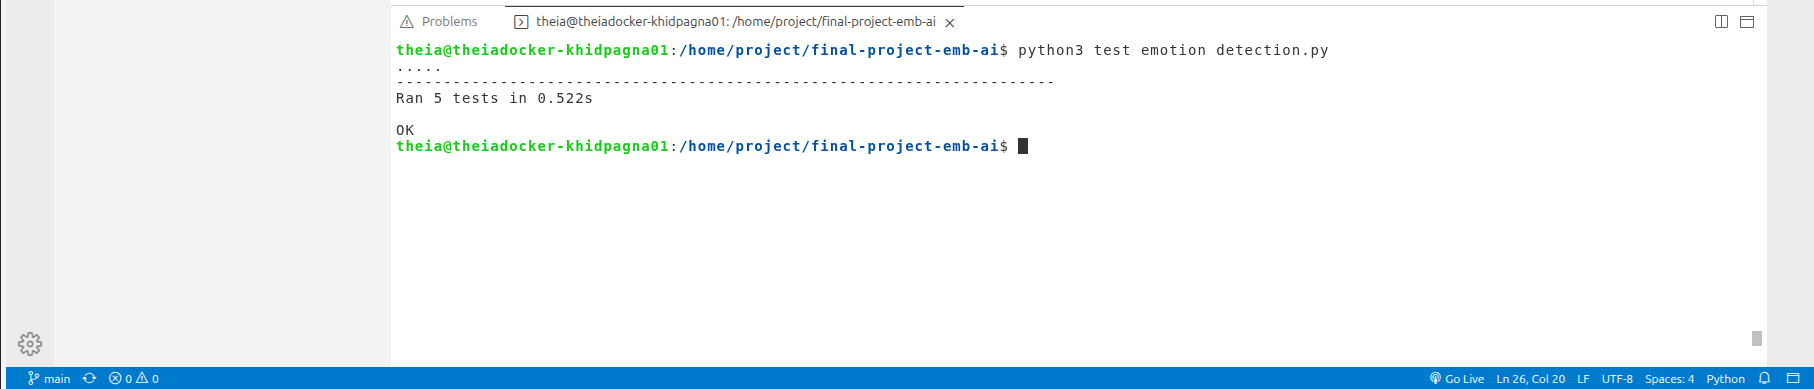 Problems theia@theiadocker-khidpagna01: /home/project/final-project-emb-ai
theia@theiadocker-khidpagna01:/home/project/final-project-emb-ai$ python3 test emotion detection.py
.....
----------------------------------------------------------------------
Ran 5 tests in 0.522s
OK
theia@theiadocker-khidpagna01:/home/project/final-project-emb-ai$
main 0 0 Go Live Ln 26, Col 20 LF UTF-8 Spaces: 4 Python